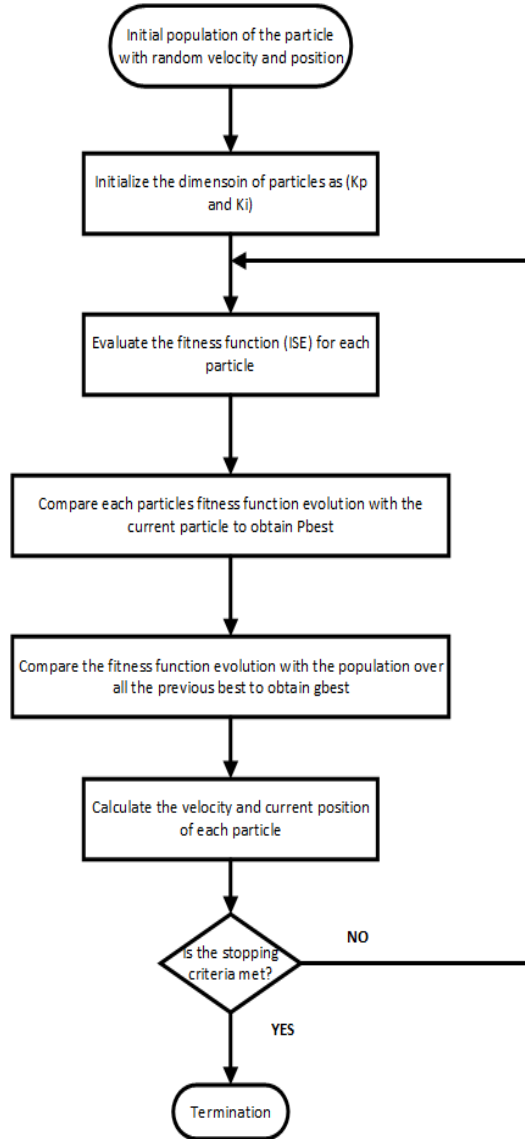 Initial population of the particle
with random velocity and position
Initialize the dimensoin of particles as (Kp
and Ki)
Evaluate the fitness function (ISE) for each
particle
Compare each particles fitness function evolution with the
current particle to obtain Pbest
Compare the fitness function evolution with the population over
all the previous best to obtain gbest
Calculate the velocity and current position
of each particle
Is the stopping
criteria met?
NO
YES
Termination